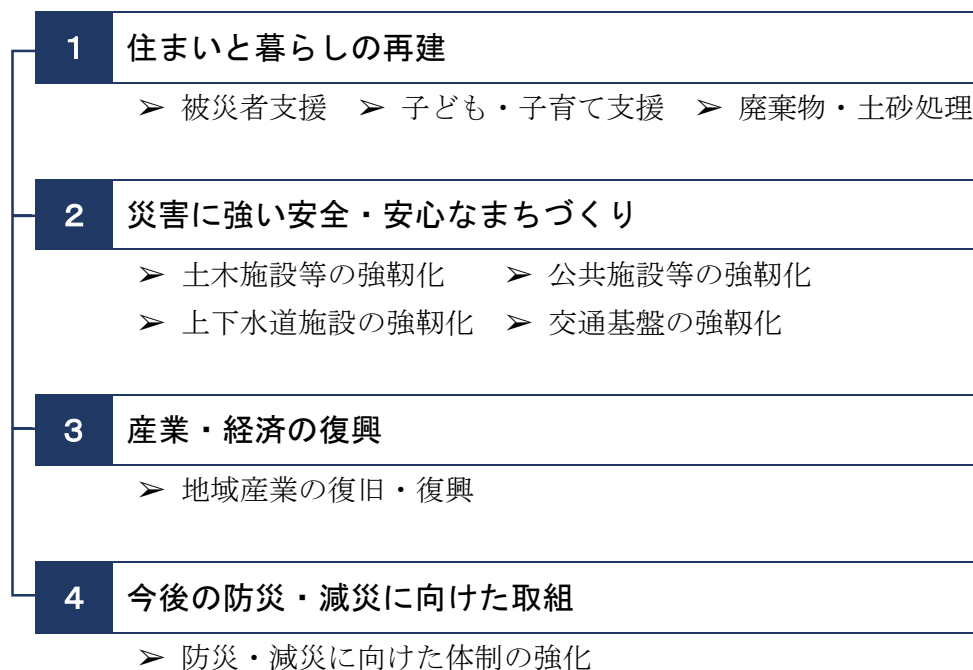 1 住まいと暮らしの再建
➢ 被災者支援 ➢ 子ども・子育て支援 ➢ 廃棄物・土砂処理
2 災害に強い安全・安心なまちづくり
➢ 土木施設等の強靱化 ➢ 公共施設等の強靱化
➢ 上下水道施設の強靱化 ➢ 交通基盤の強靱化
3 産業・経済の復興
➢ 地域産業の復旧・復興
4 今後の防災・減災に向けた取組
➢ 防災・減災に向けた体制の強化